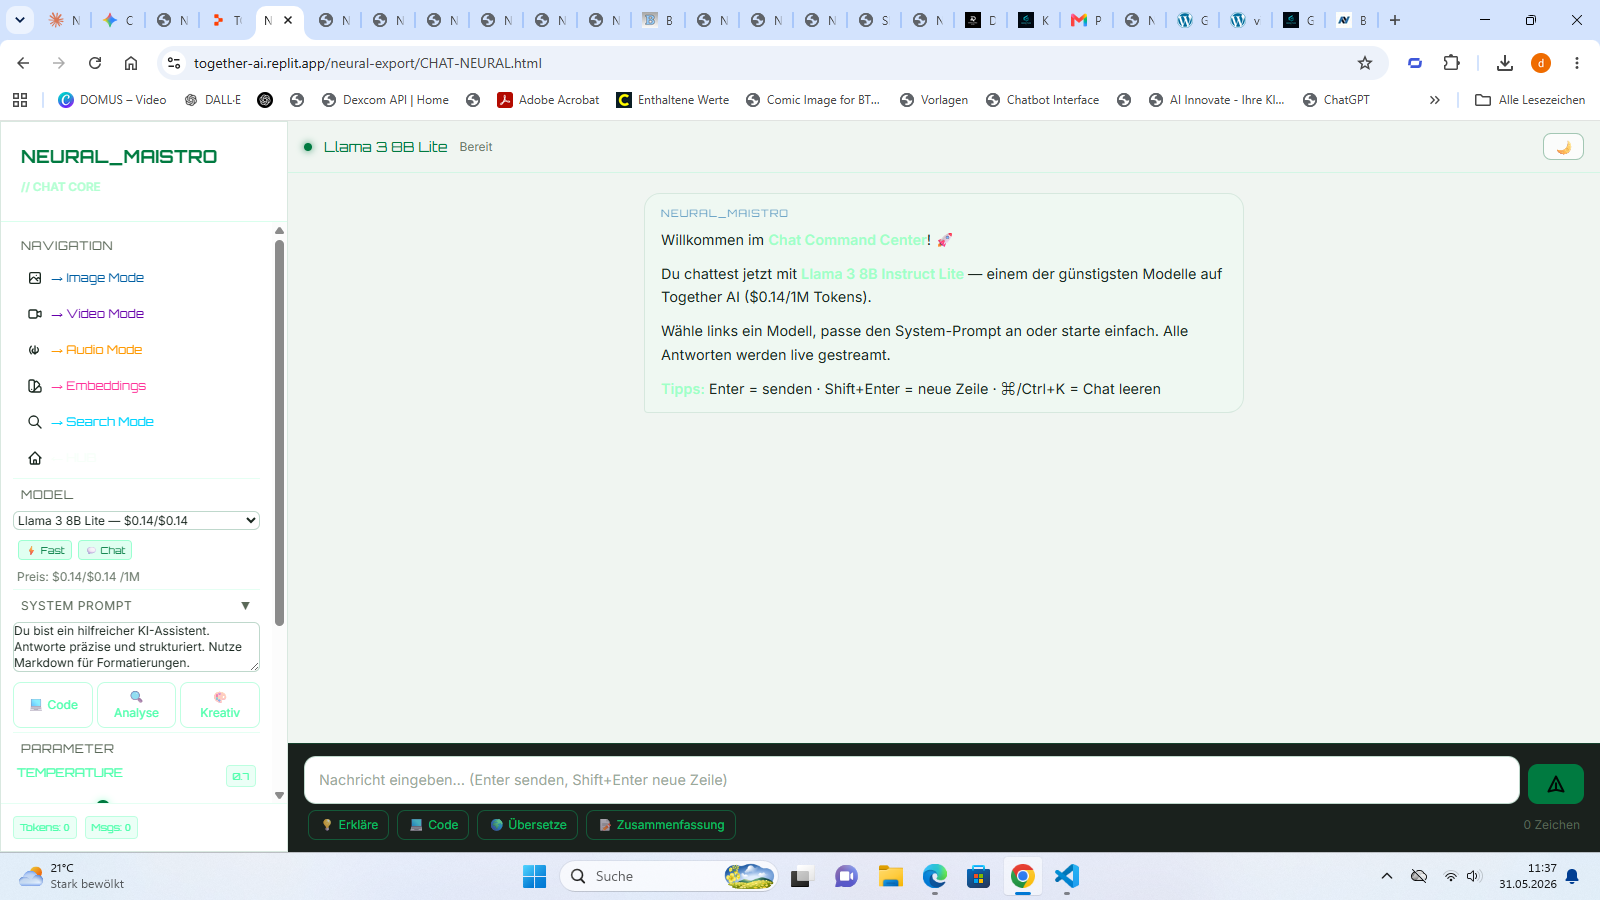 N
C
N
TO
N
N
N
N
N
N
N
B
N
N
N
S
N
D
K
P
N
G
v
G
B
together-ai.replit.app/neural-export/CHAT-NEURAL.html
d
DOMUS – Video
DALL·E
Dexcom API | Home
Adobe Acrobat
Enthaltene Werte
Comic Image for BT...
Vorlagen
Chatbot Interface
AI Innovate - Ihre KI...
ChatGPT
»
Alle Lesezeichen
NEURAL_MAISTRO
// CHAT CORE
NAVIGATION
→ Image Mode
→ Video Mode
→ Audio Mode
→ Embeddings
→ Search Mode
MODEL
Llama 3 8B Lite — $0.14/$0.14
Fast
Chat
Preis: $0.14/$0.14 /1M
SYSTEM PROMPT ▼
Du bist ein hilfreicher KI-Assistent.
Antworte präzise und strukturiert. Nutze
Markdown für Formatierungen.
Code
Analyse
Kreativ
PARAMETER
TEMPERATURE
0.7
Tokens: 0
Msgs: 0
Llama 3 8B Lite
Bereit
NEURAL_MAISTRO
Willkommen im Chat Command Center! 🚀
Du chattest jetzt mit Llama 3 8B Instruct Lite — einem der günstigsten Modelle auf
Together AI ($0.14/1M Tokens).
Wähle links ein Modell, passe den System-Prompt an oder starte einfach. Alle
Antworten werden live gestreamt.
Tipps: Enter = senden · Shift+Enter = neue Zeile · ⌘/Ctrl+K = Chat leeren
Nachricht eingeben... (Enter senden, Shift+Enter neue Zeile)
Erkläre
Code
Übersetze
Zusammenfassung
0 Zeichen
21°C
Stark bewölkt
Suche
11:37
31.05.2026